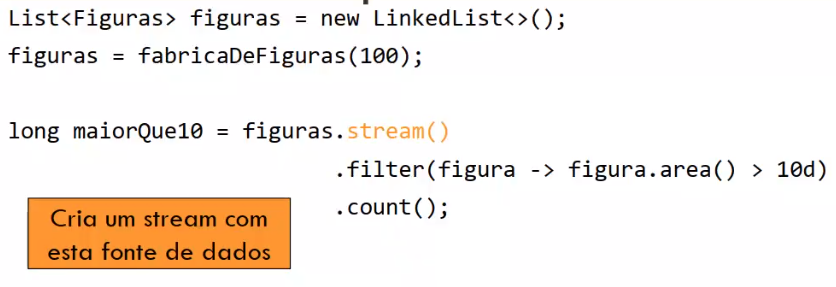 List<Figuras> figuras = new LinkedList<>();
figuras = fabricaDeFiguras(100);
long maiorQue10 = figuras.stream()
.filter(figura -> figura.area() > 10d)
.count();
Cria um stream com
esta fonte de dados